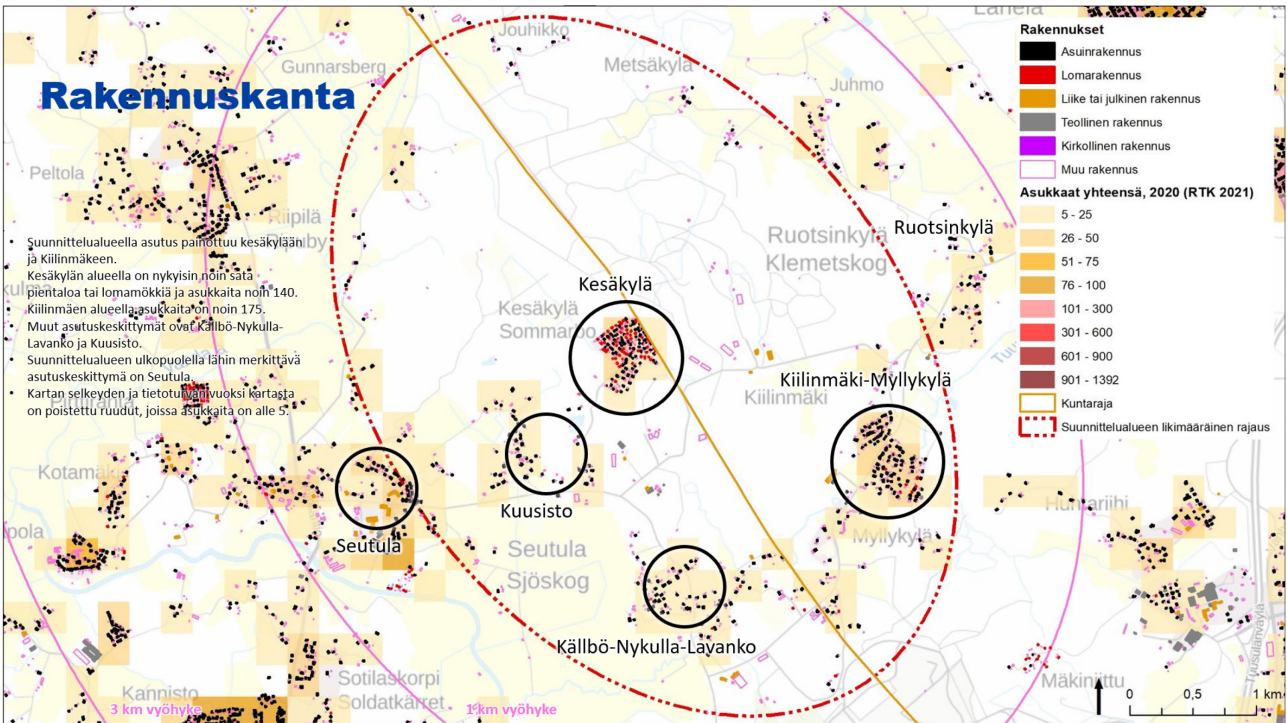 Rakennuskanta
• Suunnittelualueella asutus painottuu kesäkylään
ja Kiilinmäkeen.
Kesäkylän alueella on nykyisin noin sata
pientaloa tai lomamökkiä ja asukkaita noin 140.
• Kiilinmäen alueella asukkaita on noin 175.
• Muut asutuskeskittymät ovat Källbö-Nykulla-
Lavanko ja Kuusisto.
• Suunnittelualueen ulkopuolella lähin merkittävä
asutuskeskittymä on Seutula.
• Kartan selkeyden ja tietoturvan vuoksi kartasta
on poistettu ruudut, joissa asukkaita on alle 5.
Jouhikko
Gunnarsberg
Metsäkylä
Juhmo
Peltola
Riipilä
Ruotsinkylä
Ruotsinkylä
Klemetskog
Kesäkylä
Kesäkylä
Kiilinmäki-Myllykylä
Kiilinmäki
Kotamäki
Kuusisto
Seutula
Seutula
Sjöskog
Myllykylä
Källbö-Nykulla-Lavanko
Sotilaskorpi
Soldatkärret
Kannisto
3 km vyöhyke
1 km vyöhyke
Mäkiniittu
Tuusulanväylä
Rakennukset
Asuinrakennus
Lomarakennus
Liike tai julkinen rakennus
Teollinen rakennus
Kirkollinen rakennus
Muu rakennus
Asukkaat yhteensä, 2020 (RTK 2021)
5 - 25
26 - 50
51 - 75
76 - 100
101 - 300
301 - 600
601 - 900
901 - 1392
Kuntaraja
Suunnittelualueen likimääräinen rajaus
0 0,5 1 km